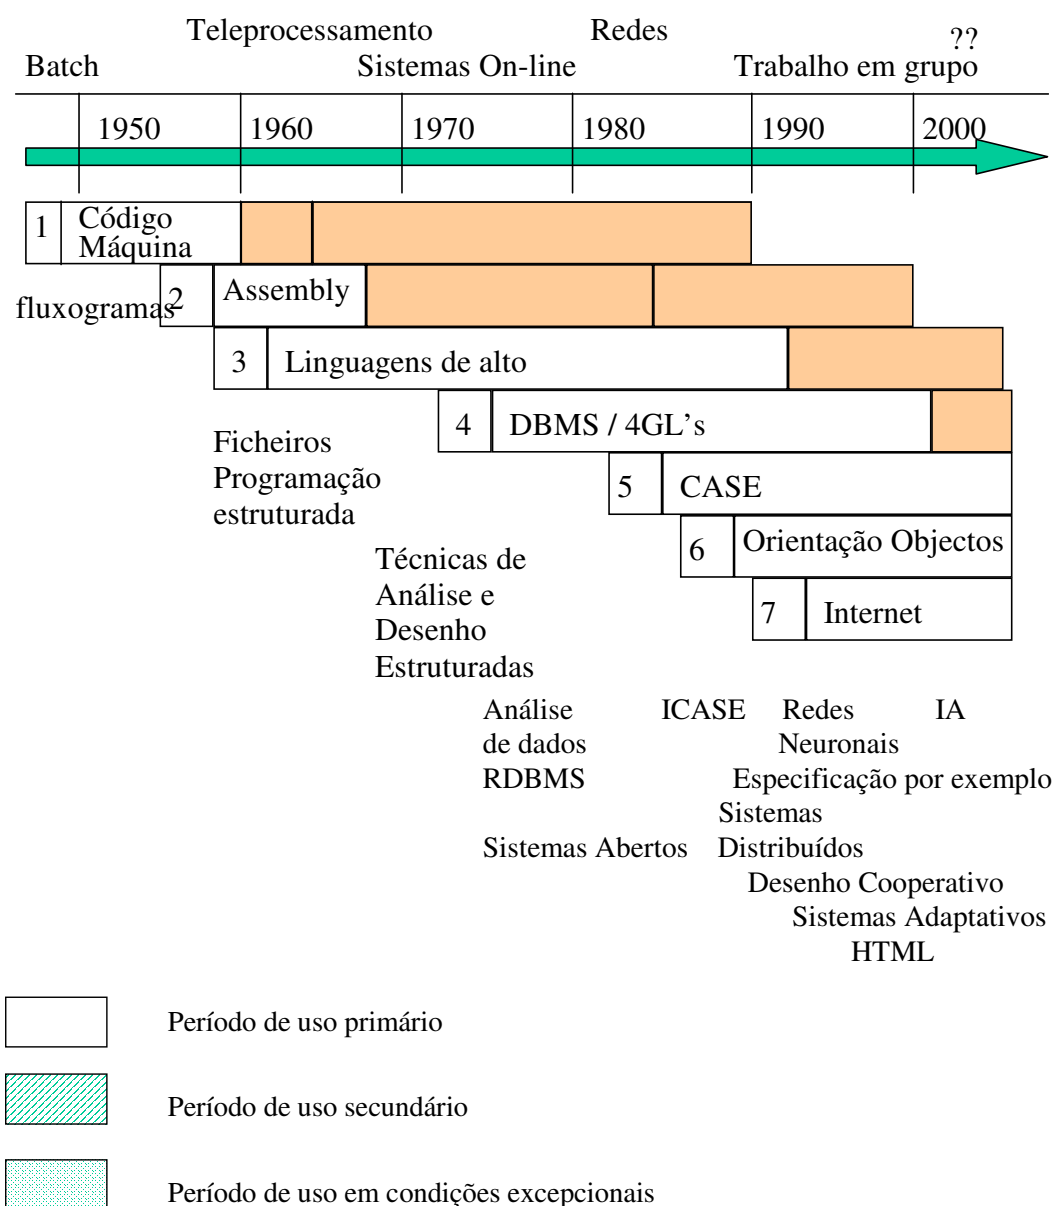 Teleprocessamento Redes ??
Batch Sistemas On-line Trabalho em grupo
1950 1960 1970 1980 1990 2000
1 Código
Máquina
fluxogramas 2 Assembly
3 Linguagens de alto
4 DBMS / 4GL's
Ficheiros
Programação
estruturada
5 CASE
6 Orientação Objectos
Técnicas de
Análise e
Desenho
Estruturadas
7 Internet
Análise ICASE Redes IA
de dados Neuronais
RDBMS Especificação por exemplo
Sistemas
Sistemas Abertos Distribuídos
Desenho Cooperativo
Sistemas Adaptativos
HTML
Período de uso primário
Período de uso secundário
Período de uso em condições excepcionais